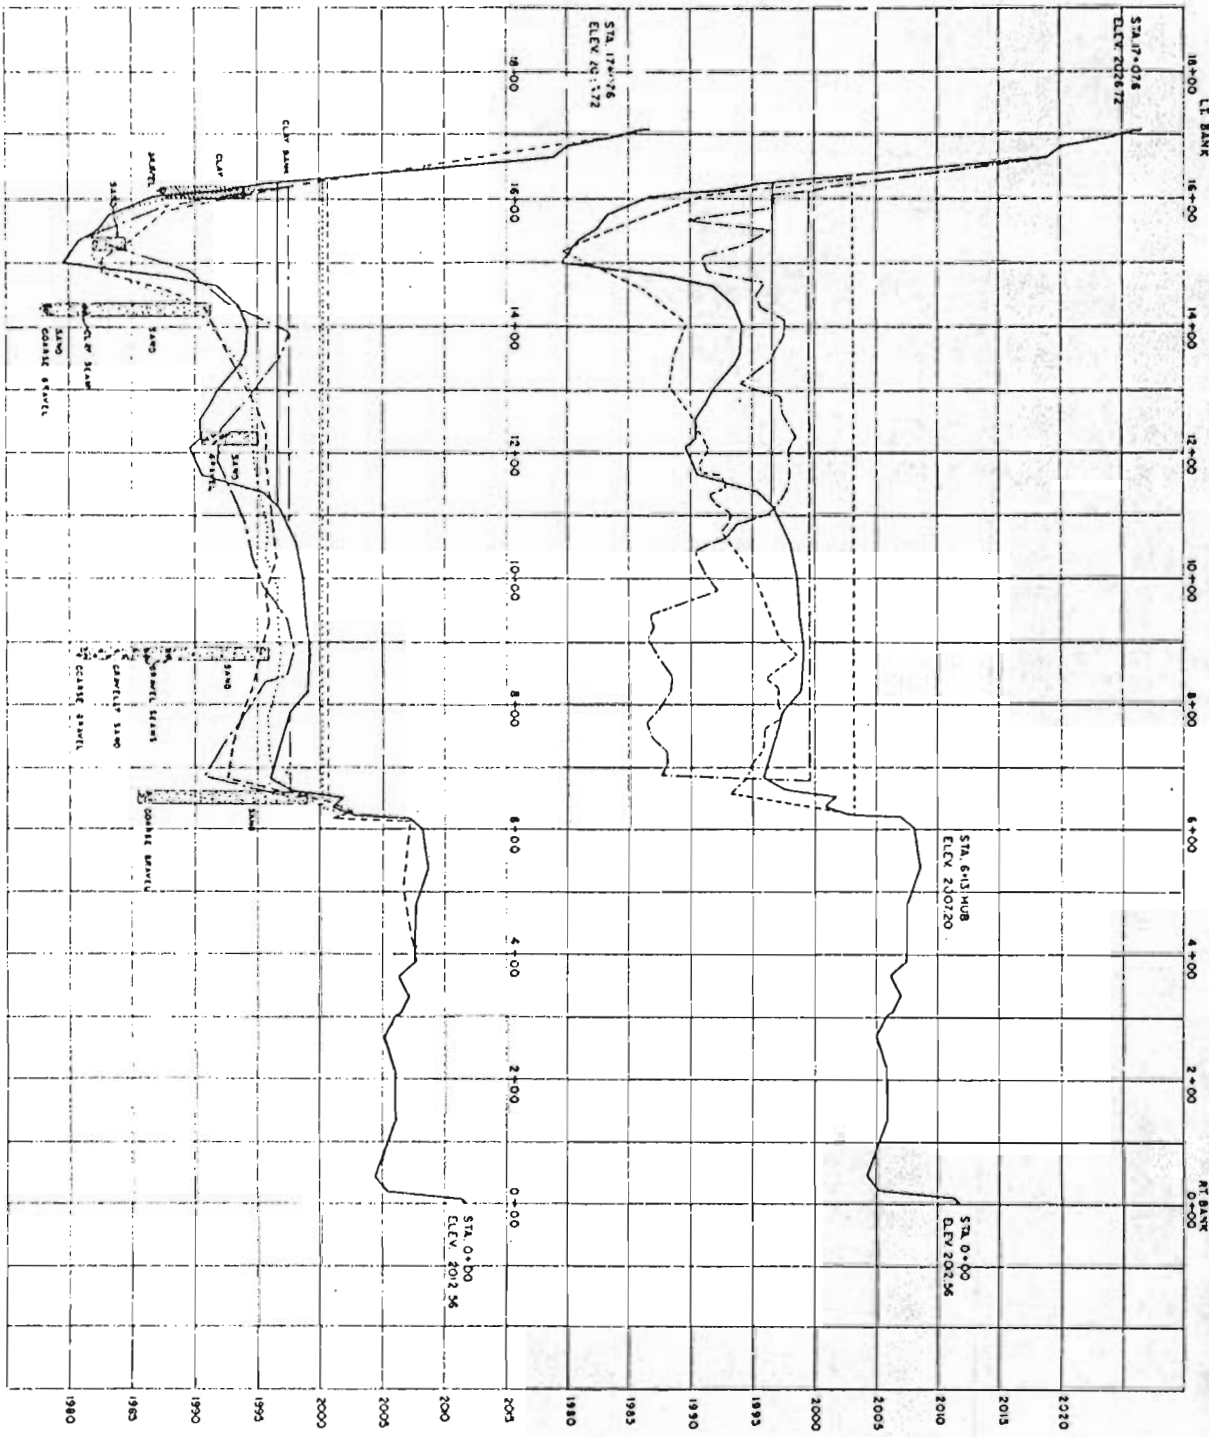 LT. BANK
RT. BANK
18+00
16+00
14+00
12+00
10+00
8+00
6+00
4+00
2+00
0+00
STA. 17+07.6
ELEV. 2026.72
STA. 6+13 HUB
ELEV. 2007.20
STA. 0+00
ELEV. 2012.56
2020
2015
2010
2005
2000
1995
1990
1985
1980
18+00
16+00
14+00
12+00
10+00
8+00
6+00
4+00
2+00
0+00
STA. 17+07.6
STA. 0+00
ELEV. 2012.56
CLAY BANK
CLAY
GRAVEL
SAND
SAND
CLAY SEAM
SAND
COARSE GRAVEL
SAND
GRAVEL
SAND
GRAVEL SEAMS
GRAVELLY SAND
COARSE GRAVEL
SAND
COARSE GRAVEL
2015
2010
2005
2000
1995
1990
1985
1980